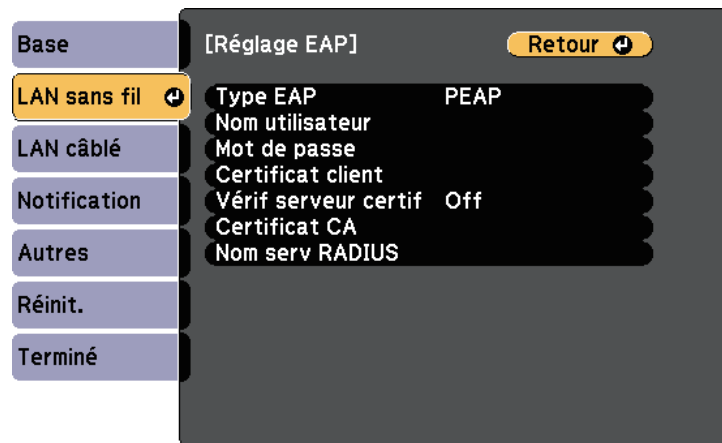 Base
LAN sans fil
LAN câblé
Notification
Autres
Réinit.
Terminé
[Réglage EAP]
Retour
Type EAP PEAP
Nom utilisateur
Mot de passe
Certificat client
Vérif serveur certif Off
Certificat CA
Nom serv RADIUS